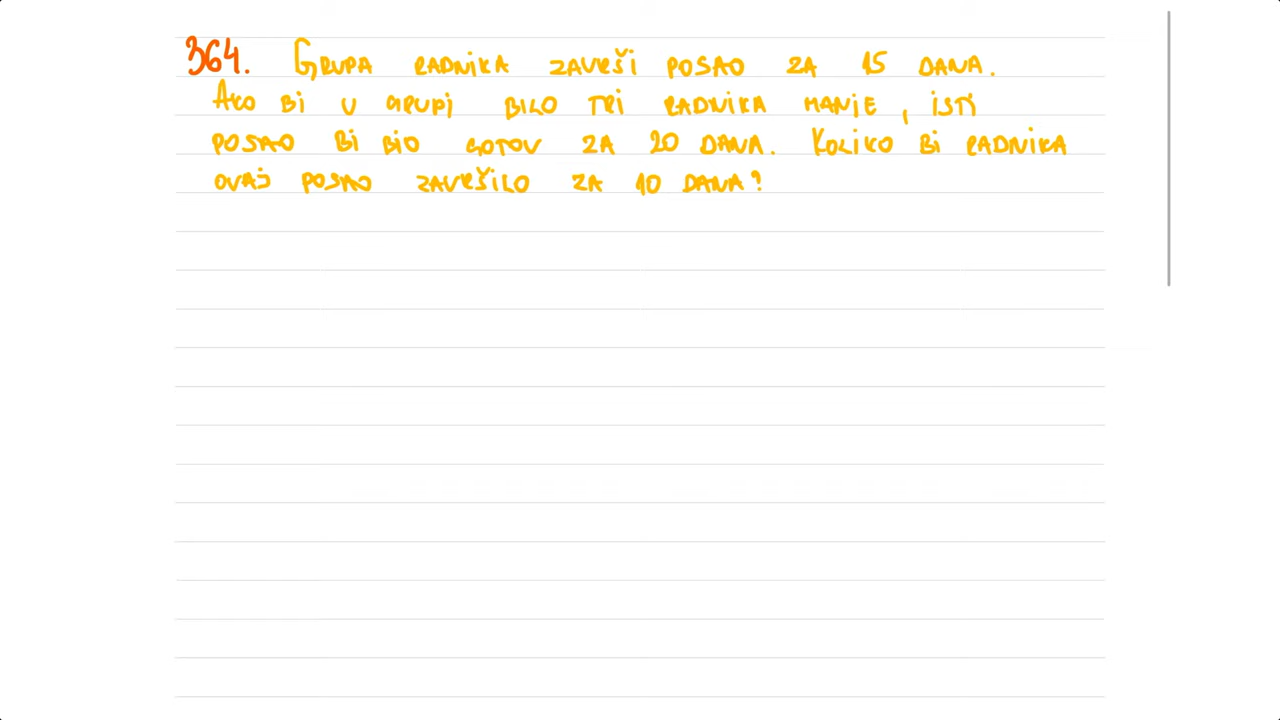 364. GRUPA RADNIKA ZAVRŠI POSAO ZA 15 DANA.
AKO BI U GRUPI BILO TRI RADNIKA MANJE, ISTI
POSAO BI BIO GOTOV ZA 20 DANA. KOLIKO BI RADNIKA
OVAJ POSAO ZAVRŠILO ZA 10 DANA?